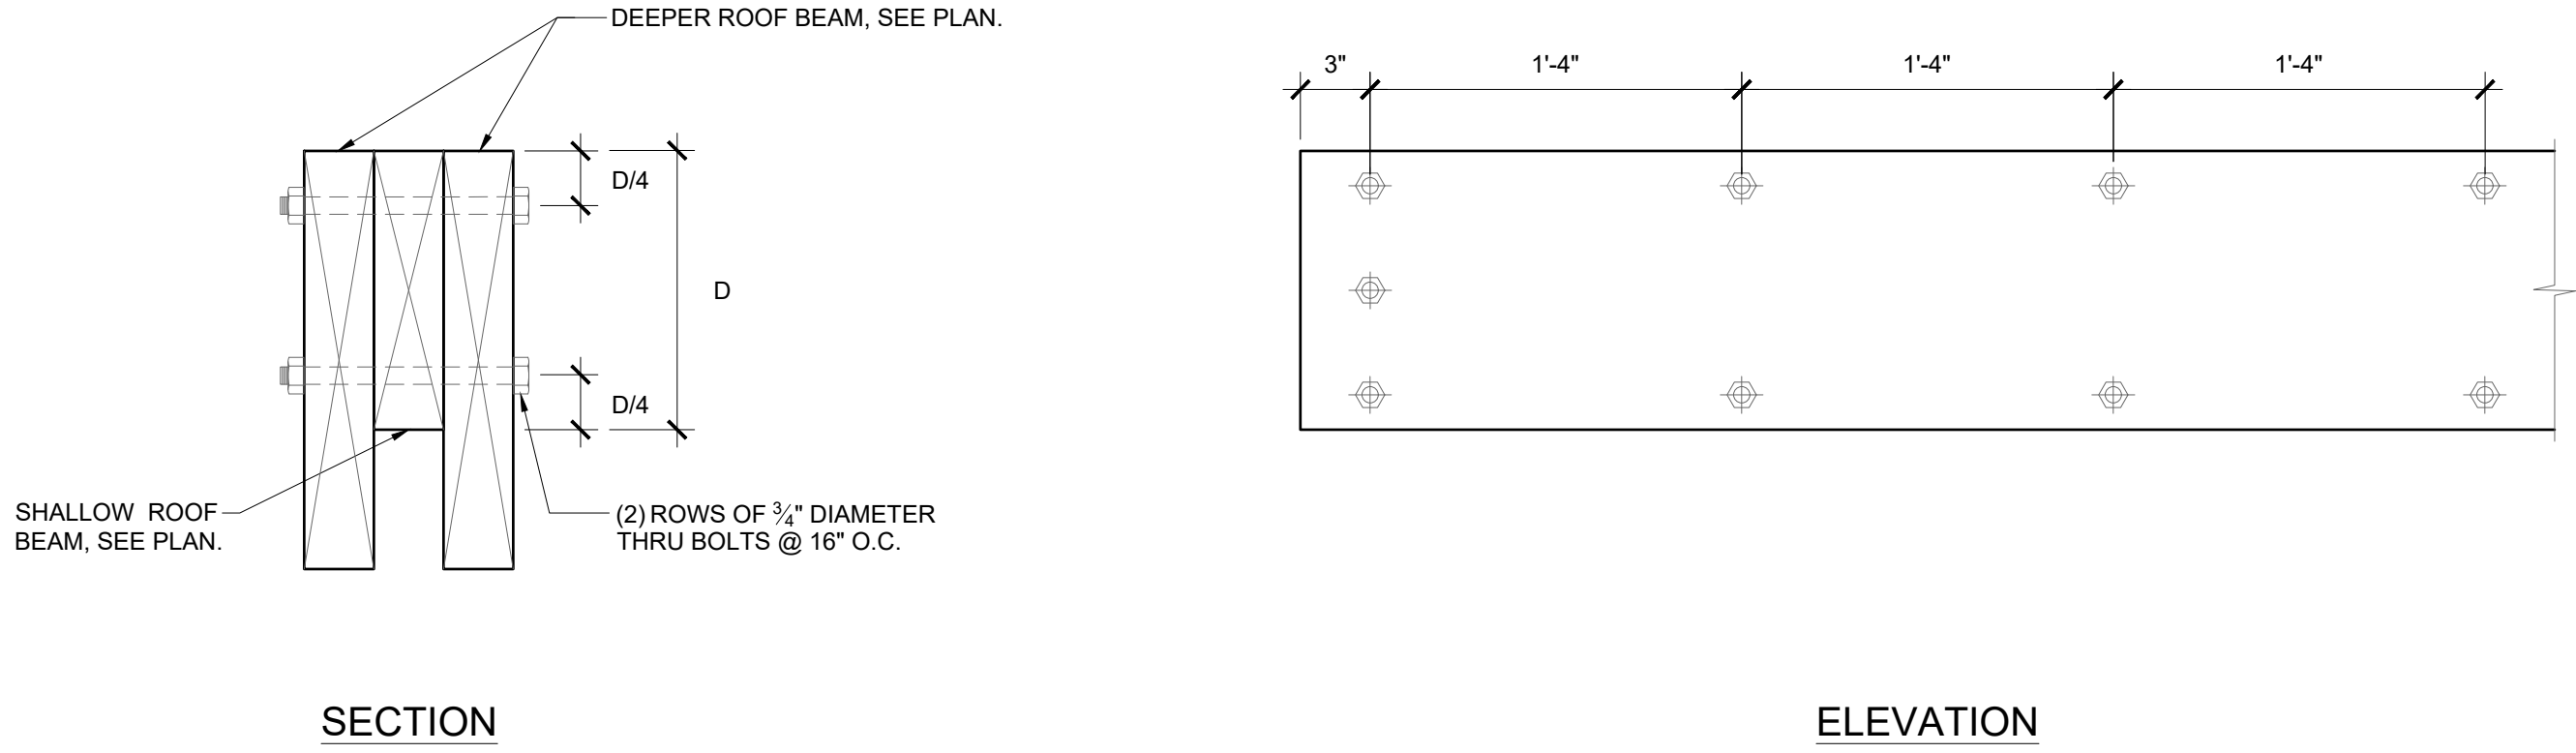 DEEPER ROOF BEAM, SEE PLAN.
3"
1'-4"
1'-4"
1'-4"
D/4
D
D/4
SHALLOW ROOF
BEAM, SEE PLAN.
(2) ROWS OF 3/4" DIAMETER
THRU BOLTS @ 16" O.C.
SECTION
ELEVATION